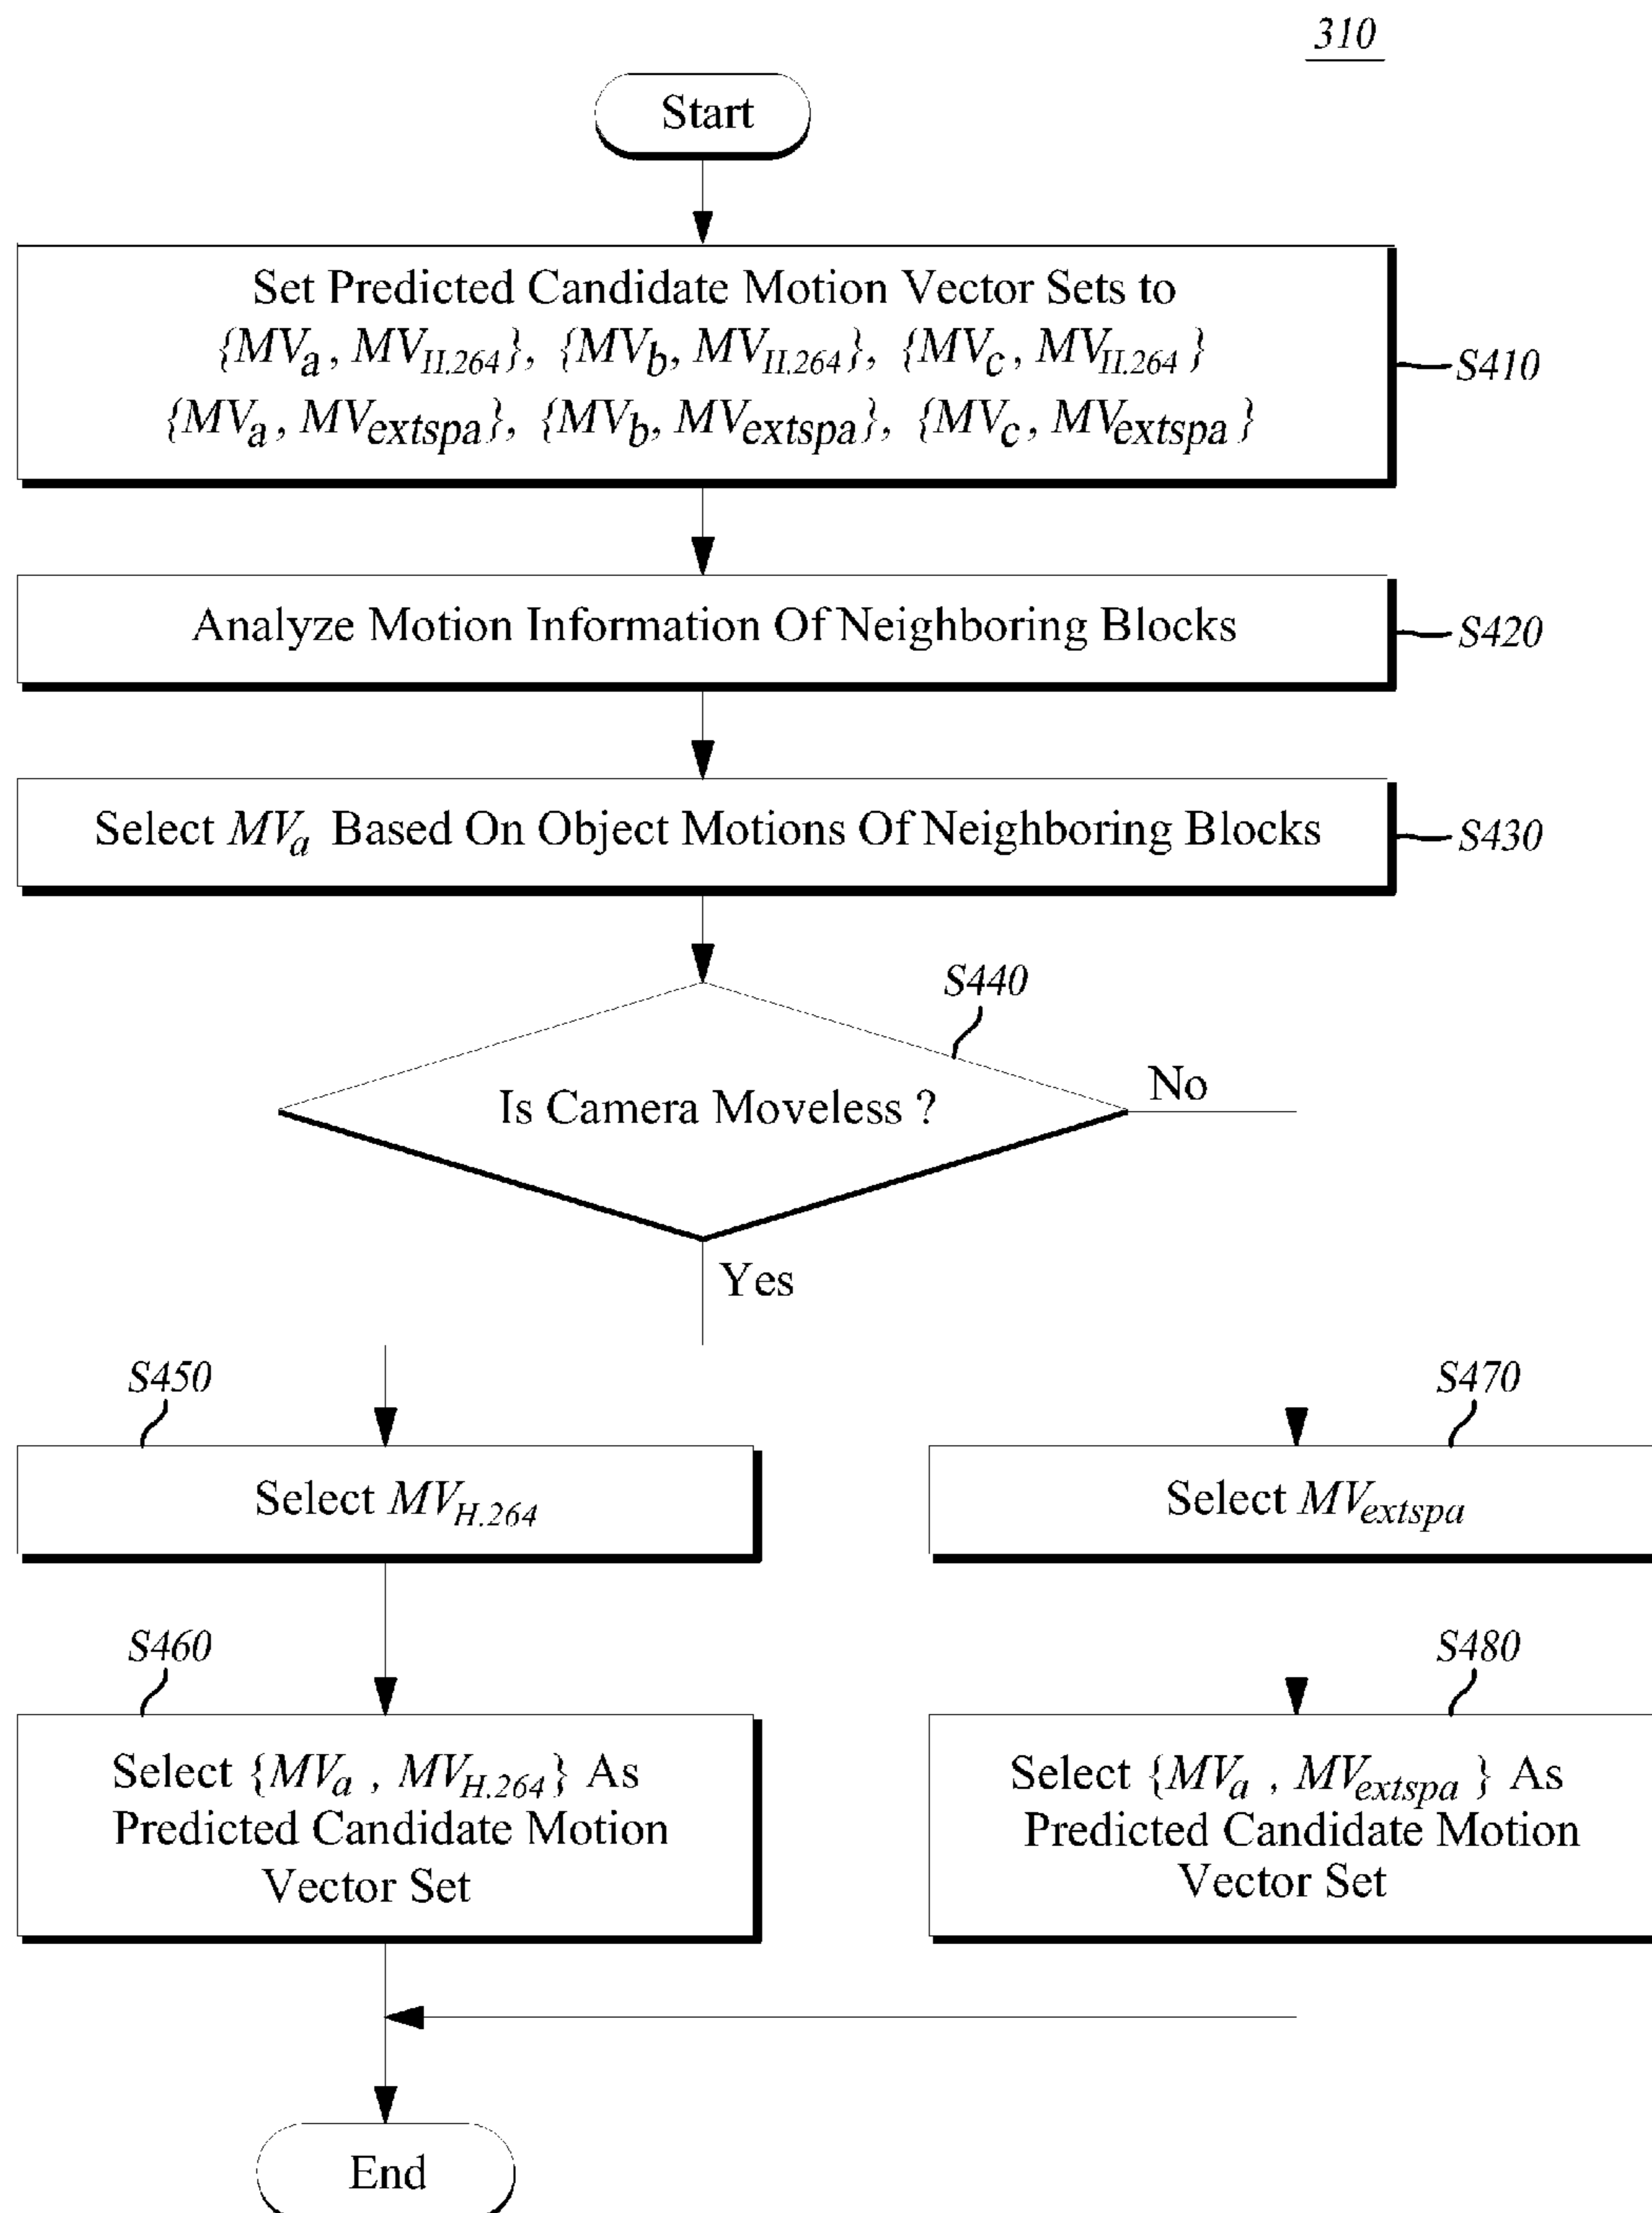 310
Start
Set Predicted Candidate Motion Vector Sets to
{MVa, MVH.264}, {MVb, MVH.264}, {MVc, MVH.264}
{MVa, MVextspa}, {MVb, MVextspa}, {MVc, MVextspa}
S410
Analyze Motion Information Of Neighboring Blocks
S420
Select MVa Based On Object Motions Of Neighboring Blocks
S430
S440
Is Camera Moveless ?
No
Yes
S450
Select MVH.264
S470
Select MVextspa
S460
Select {MVa , MVH.264} As
Predicted Candidate Motion
Vector Set
S480
Select {MVa , MVextspa } As
Predicted Candidate Motion
Vector Set
End